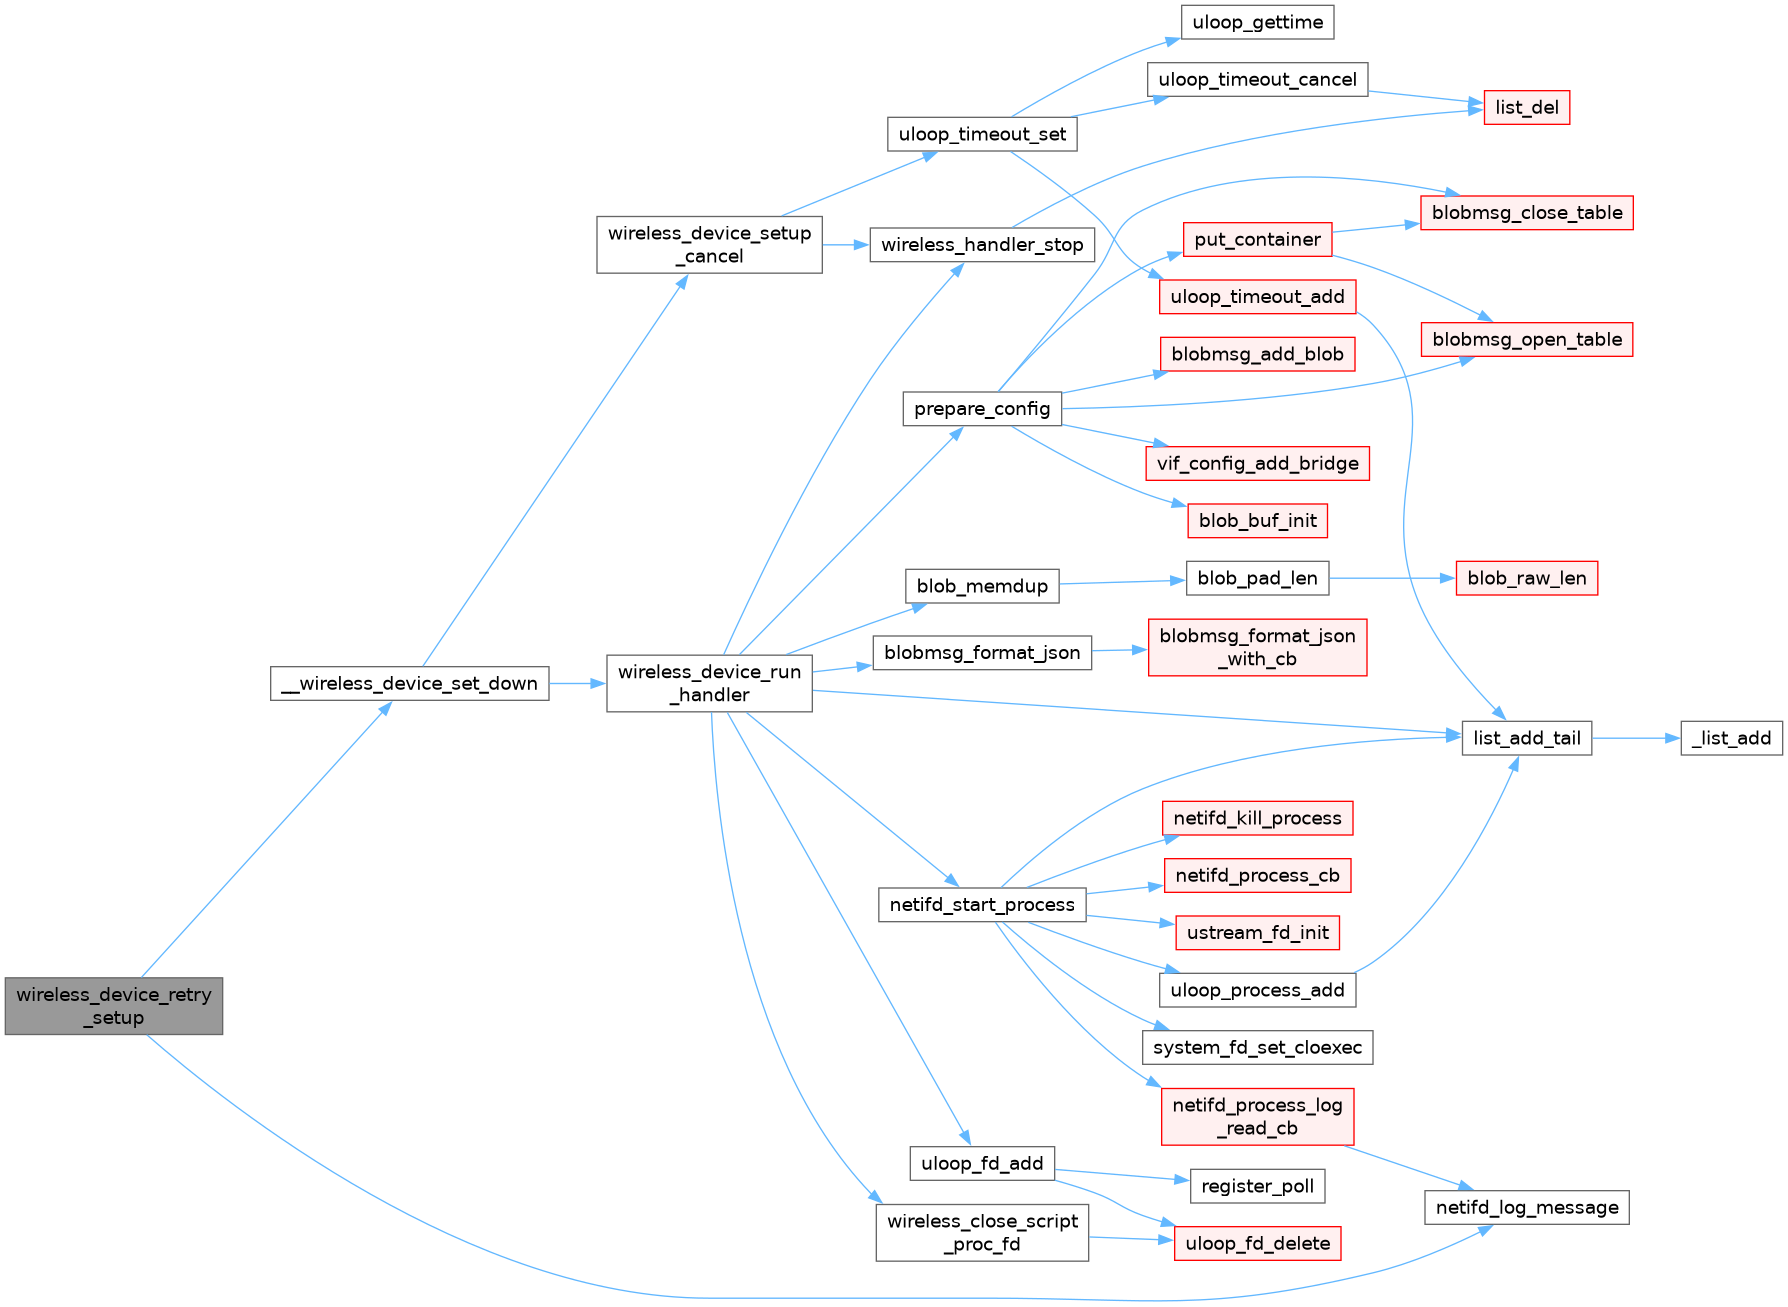 uloop_gettime
uloop_timeout_cancel
list_del
uloop_timeout_set
blobmsg_close_table
wireless_device_setup
_cancel
wireless_handler_stop
put_container
uloop_timeout_add
blobmsg_open_table
blobmsg_add_blob
prepare_config
vif_config_add_bridge
blob_buf_init
blob_memdup
blob_pad_len
blob_raw_len
blobmsg_format_json
blobmsg_format_json
_with_cb
__wireless_device_set_down
wireless_device_run
_handler
list_add_tail
_list_add
netifd_kill_process
netifd_process_cb
netifd_start_process
ustream_fd_init
uloop_process_add
wireless_device_retry
_setup
system_fd_set_cloexec
netifd_process_log
_read_cb
uloop_fd_add
register_poll
netifd_log_message
wireless_close_script
_proc_fd
uloop_fd_delete